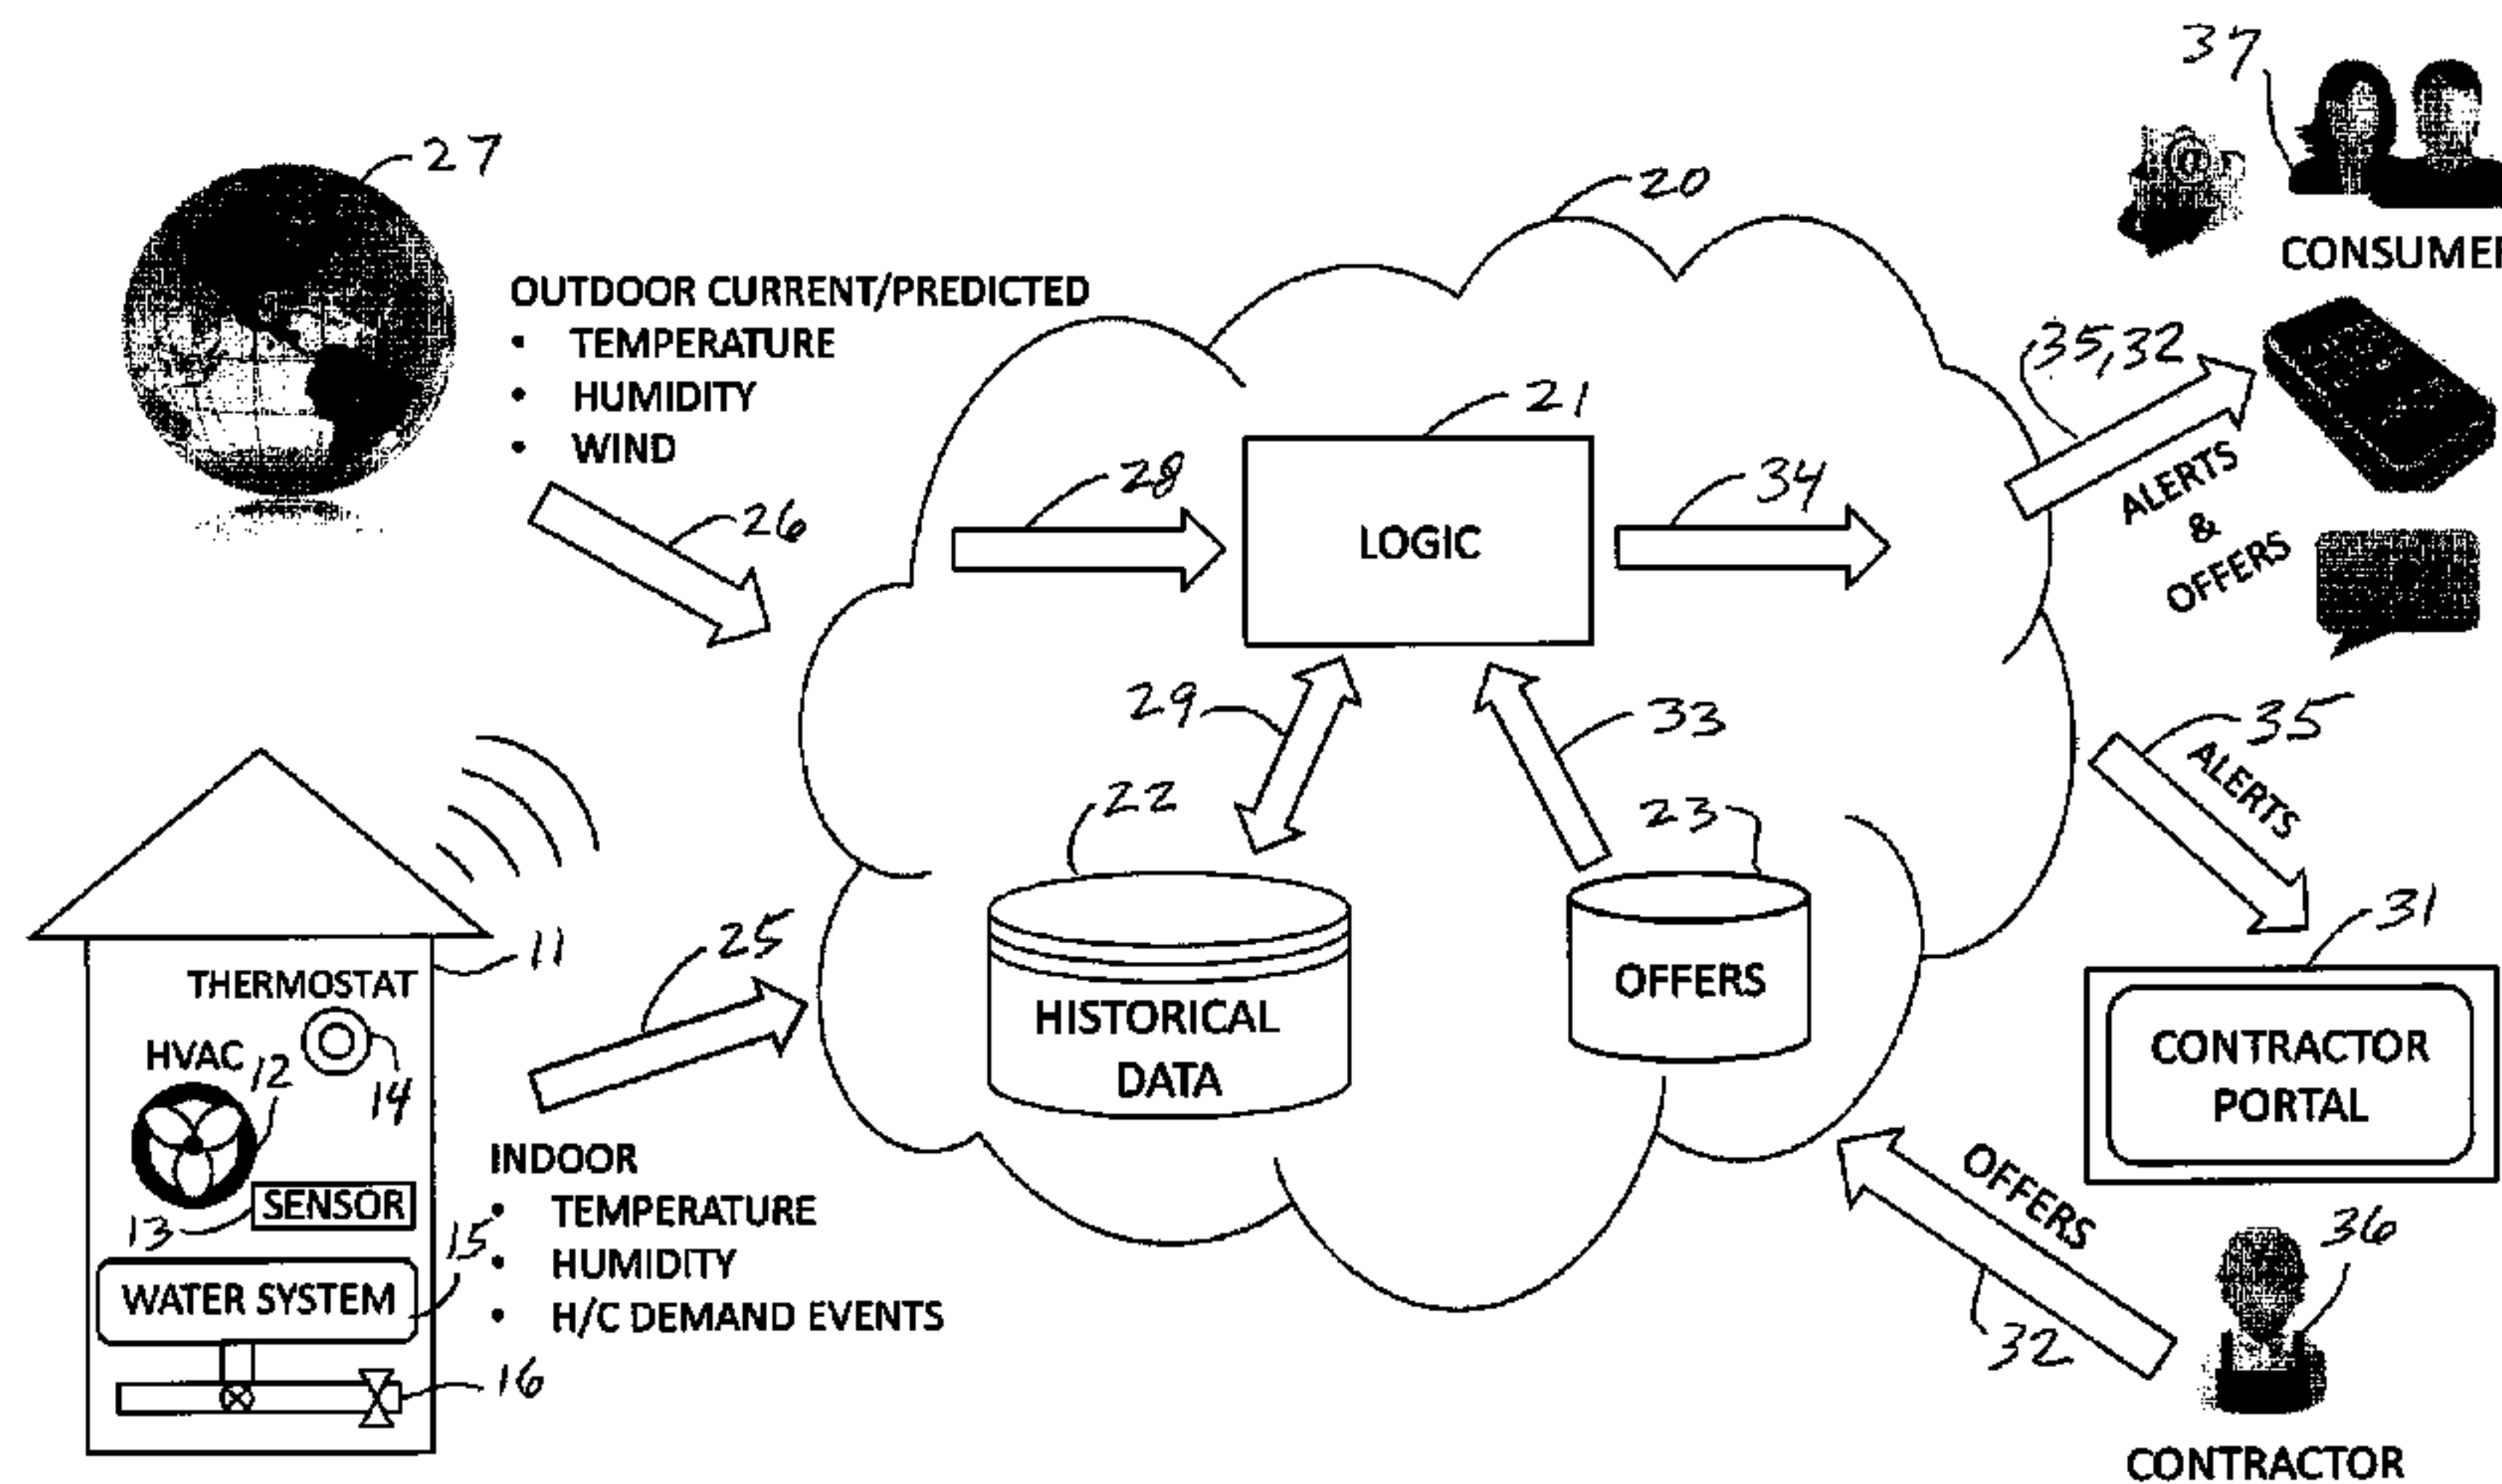 37
27
20
CONSUMER
OUTDOOR CURRENT/PREDICTED
• TEMPERATURE
• HUMIDITY
• WIND
35,32
21
28
34
26
LOGIC
ALERTS
&
OFFERS
29
33
35
ALERTS
22
23
25
11
31
THERMOSTAT
HVAC
12
14
HISTORICAL
DATA
OFFERS
CONTRACTOR
PORTAL
INDOOR
• TEMPERATURE
• HUMIDITY
• H/C DEMAND EVENTS
SENSOR
13
15
WATER SYSTEM
16
OFFERS
32
36
CONTRACTOR